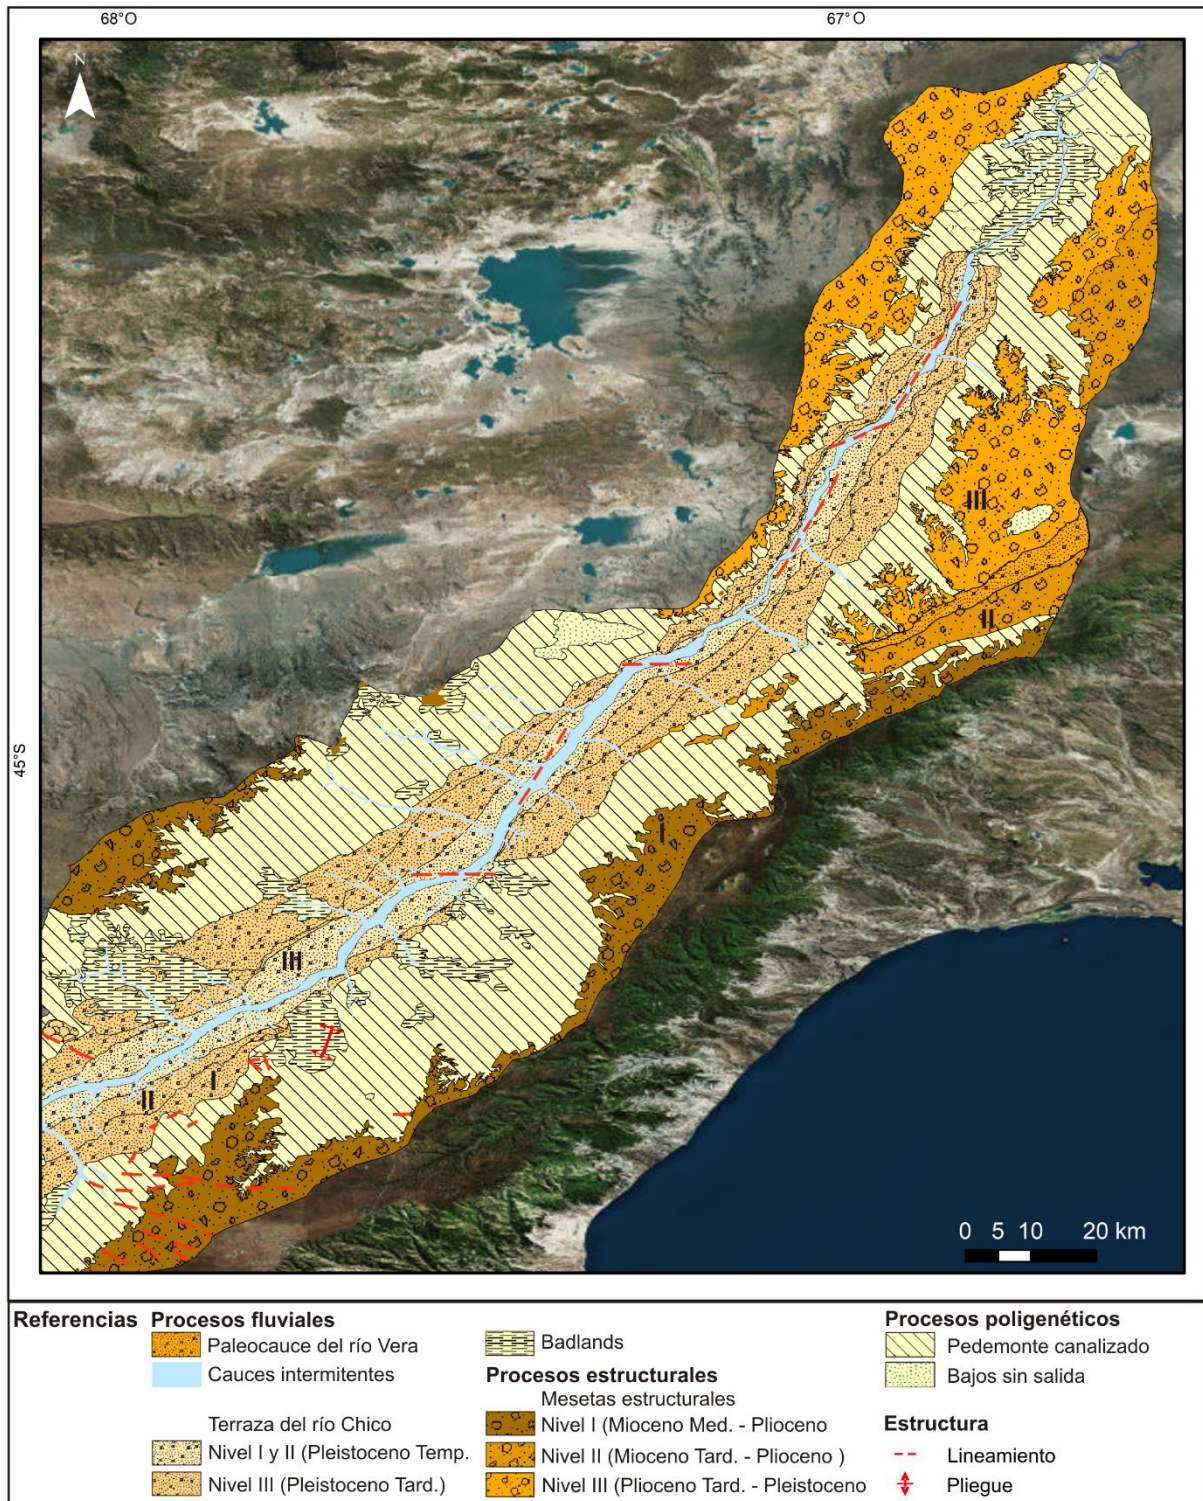 68°O
67°O
N
45°S
III
II
I
III
I
II
0 5 10 20 km
Referencias
Procesos fluviales
Paleocauce del río Vera
Cauces intermitentes
Terraza del río Chico
Nivel I y II (Pleistoceno Temp.
Nivel III (Pleistoceno Tard.)
Badlands
Procesos estructurales
Mesetas estructurales
Nivel I (Mioceno Med. - Plioceno
Nivel II (Mioceno Tard. - Plioceno )
Nivel III (Plioceno Tard. - Pleistoceno
Procesos poligenéticos
Pedemonte canalizado
Bajos sin salida
Estructura
Lineamiento
Pliegue